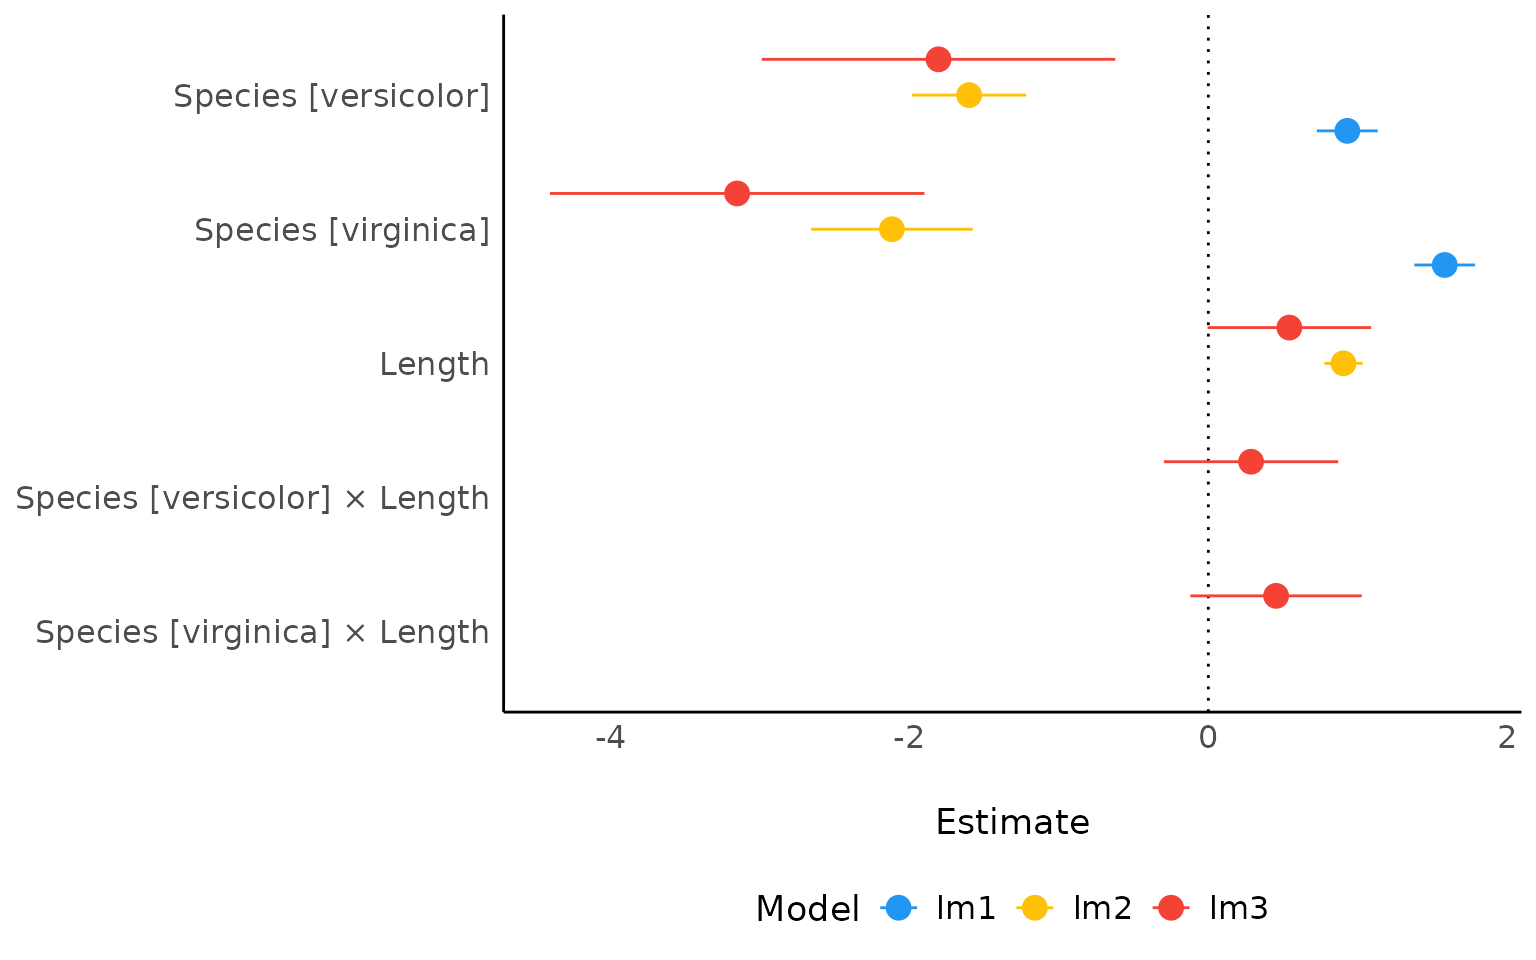 Species [versicolor]
Species [virginica]
Length
Species [versicolor] × Length
Species [virginica] × Length
-4 -2 0 2
Estimate
Model lm1 lm2 lm3